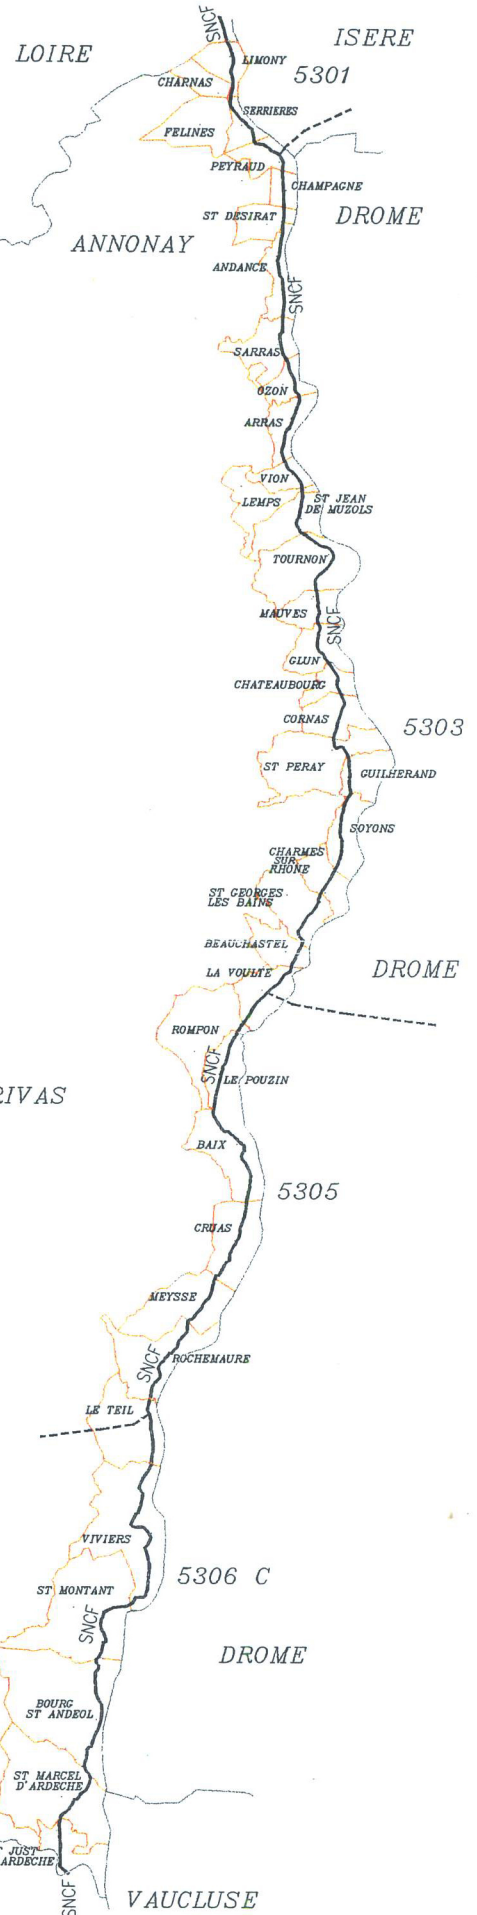 SNCF
LOIRE
ISERE
LIMONY
5301
CHARNAS
SERRIERES
FELINES
PEYRAUD
CHAMPAGNE
ST DESIRAT
DROME
ANNONAY
ANDANCE
SNCF
SARRAS
OZON
ARRAS
VION
LEMPS
ST JEAN
DE MUZOLS
TOURNON
MAUVES
SNCF
GLUN
CHATEAUBOURG
CORNAS
5303
ST PERAY
GUILHERAND
SOYONS
CHARMES
SUR
RHONE
ST GEORGES
LES BAINS
BEAUCHASTEL
LA VOULTE
DROME
ROMPON
SNCF
LE POUZIN
RIVAS
BAIX
5305
CRUAS
MEYSSE
SNCF
ROCHEMAURE
LE TEIL
VIVIERS
5306 C
ST MONTANT
SNCF
DROME
BOURG
ST ANDEOL
ST MARCEL
D'ARDECHE
JUST
ARDECHE
SNCF
VAUCLUSE